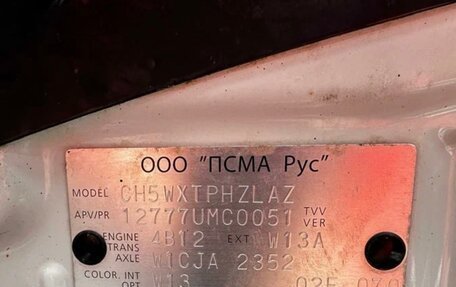 ООО "ПСМА Рус"
MODEL CH5WXTPHZLAZ
APV/PR 12777UMC0051 TVV VER
ENGINE 4B12 EXT W13A
TRANS AXLE W1CJA 2352
COLOR. INT OPT W13